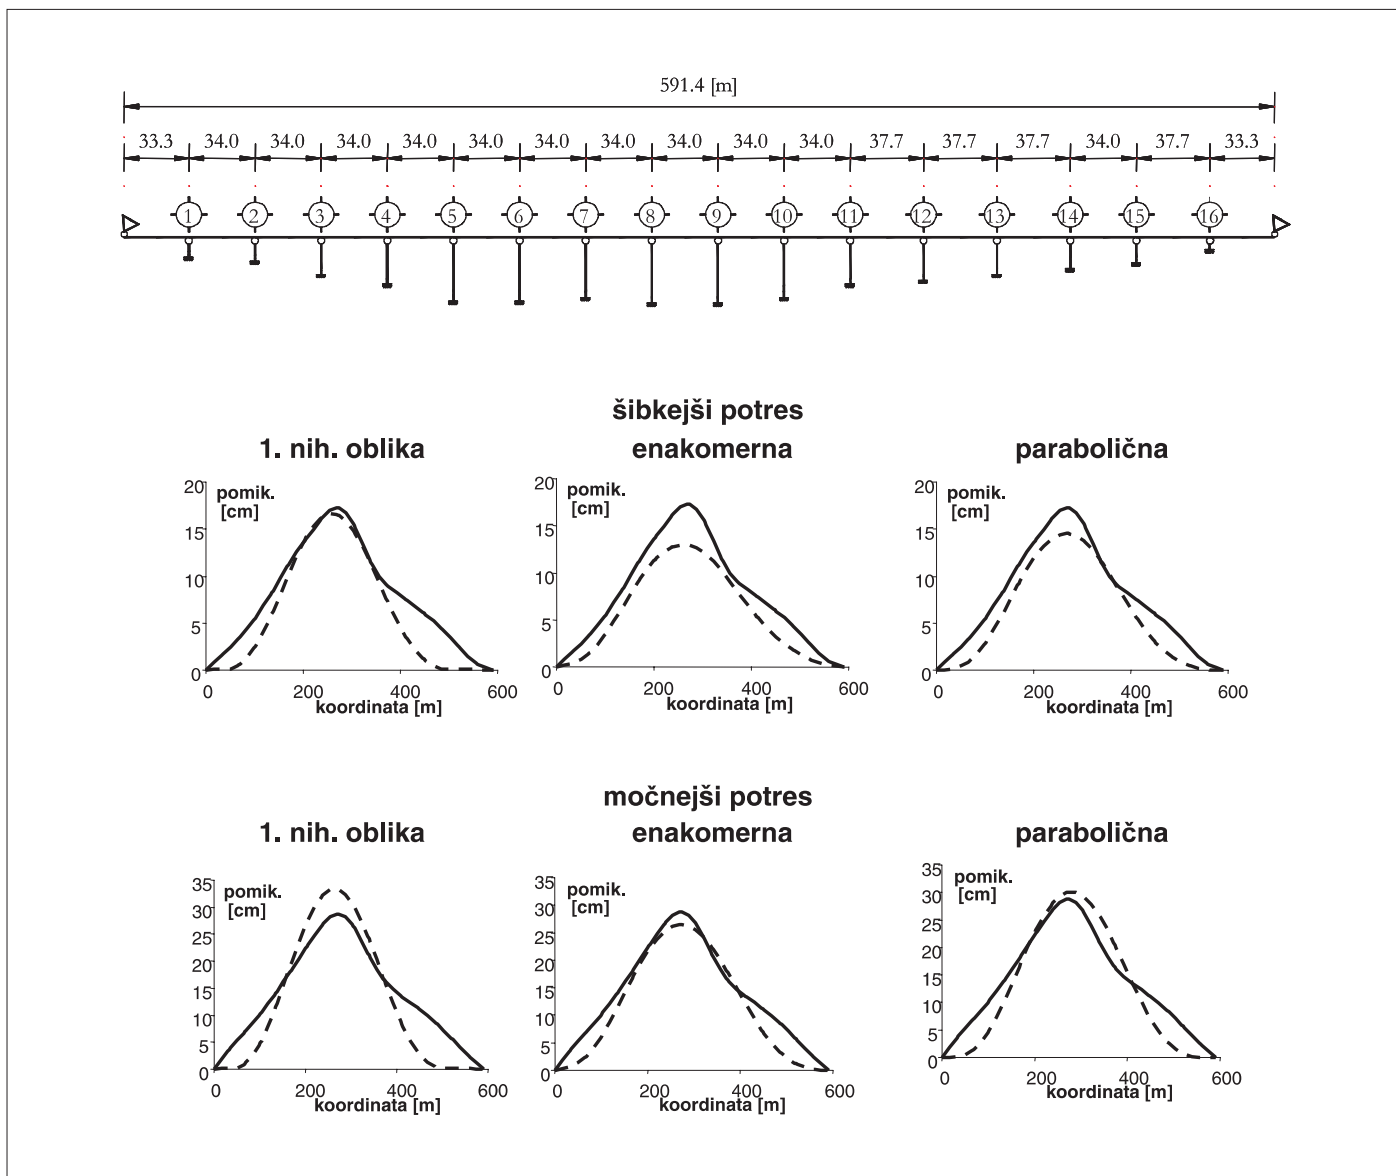 591.4 [m]
33.3 34.0 34.0 34.0 34.0 34.0 34.0 34.0 34.0 34.0 34.0 37.7 37.7 37.7 34.0 37.7 33.3
1 2 3 4 5 6 7 8 9 10 11 12 13 14 15 16
šibkejši potres
1. nih. oblika enakomerna parabolična
20 pomik.
[cm]
15
10
5
0
0 200 400 600
koordinata [m]
20 pomik.
[cm]
15
10
5
0
0 200 400 600
koordinata [m]
20 pomik.
[cm]
15
10
5
0
0 200 400 600
koordinata [m]
močnejši potres
1. nih. oblika enakomerna parabolična
35 pomik.
30 [cm]
25
20
15
10
5
0
0 200 400 600
koordinata [m]
35 pomik.
30 [cm]
25
20
15
10
5
0
0 200 400 600
koordinata [m]
35 pomik.
30 [cm]
25
20
15
10
5
0
0 200 400 600
koordinata [m]